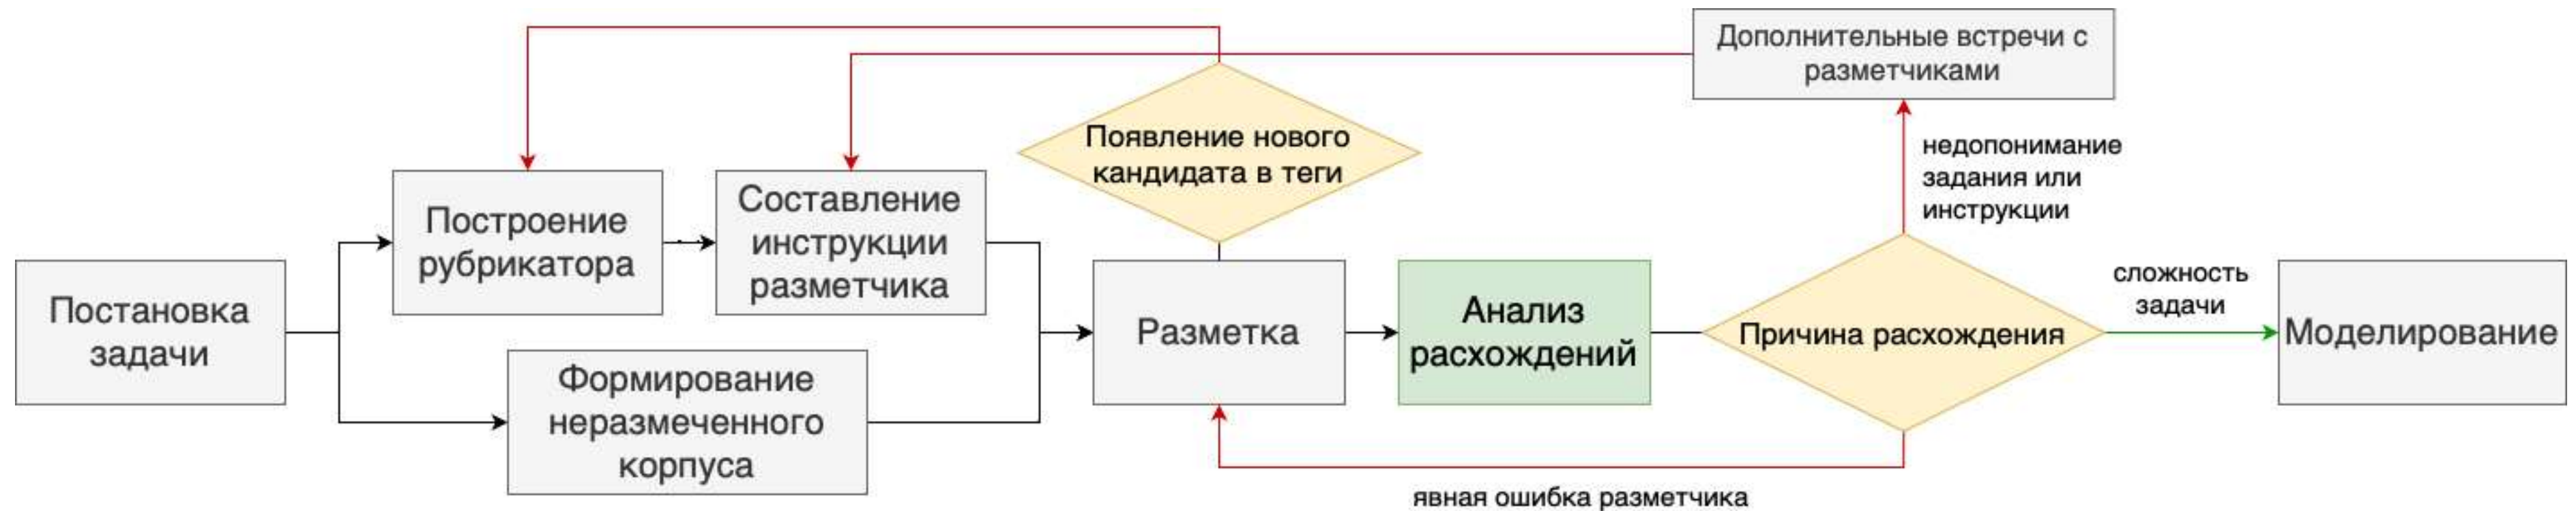 Постановка
задачи
Построение
рубрикатора
Составление
инструкции
разметчика
Формирование
неразмеченного
корпуса
Появление нового
кандидата в теги
Разметка
Анализ
расхождений
Причина расхождения
Дополнительные встречи с
разметчиками
недопонимание
задания или
инструкции
сложность
задачи
Моделирование
явная ошибка разметчика